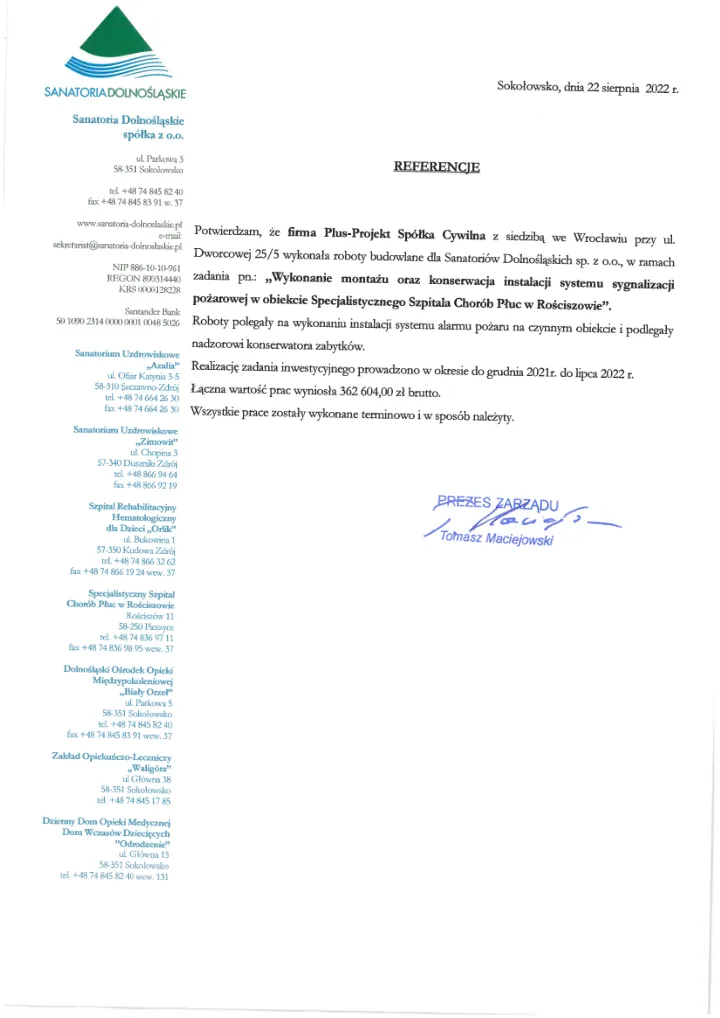 SANATORIA DOLNOŚLĄSKIE
Sanatoria Dolnośląskie
spółka z o.o.
ul. Parkowa 3
58-351 Sokołowsko
tel. +48 74 845 82 40
fax +48 74 845 83 91 w. 37
www.sanatoria-dolnoslaskie.pl
e-mail:
sekretariat@sanatoria-dolnoslaskie.pl
NIP 886-10-10-961
REGON 890314440
KRS 0000128228
Santander Bank
50 1090 2314 0000 0001 0048 5026
Sanatorium Uzdrowiskowe
„Azalia"
ul. Ofiar Katynia 3-5
58-310 Szczawno-Zdrój
tel. +48 74 664 26 30
fax +48 74 664 26 30
Sanatorium Uzdrowiskowe
„Zimowit"
ul. Chopina 3
57-340 Duszniki Zdrój
tel. +48 866 94 64
fax +48 866 92 19
Szpital Rehabilitacyjny
Hematologiczny
dla Dzieci „Orlik"
ul. Bukowina 1
57-350 Kudowa Zdrój
tel. +48 74 866 32 62
fax +48 74 866 19 24 wew. 37
Specjalistyczny Szpital
Chorób Płuc w Rościszowie
Rościszów 11
58-250 Pieszyce
tel. +48 74 836 97 11
fax +48 74 836 98 95 wew. 37
Dolnośląski Ośrodek Opieki
Międzypokoleniowej
„Biały Orzeł"
ul. Parkowa 5
58-351 Sokołowsko
tel. +48 74 845 82 40
fax +48 74 845 83 91 wew. 37
Zakład Opiekuńczo-Leczniczy
„Waligóra"
ul Główna 38
58-351 Sokołowsko
tel. +48 74 845 17 85
Dzienny Dom Opieki Medycznej
Dom Wczasów Dziecięcych
"Odrodzenie"
ul. Główna 15
58-351 Sokołowsko
tel. +48 74 845 82 40 wew. 131
Sokołowsko, dnia 22 sierpnia 2022 r.
REFERENCJE
Potwierdzam, że firma Plus-Projekt Spółka Cywilna z siedzibą we Wrocławiu przy ul.
Dworcowej 25/5 wykonała roboty budowlane dla Sanatoriów Dolnośląskich sp. z o.o., w ramach
zadania pn.: „Wykonanie montażu oraz konserwacja instalacji systemu sygnalizacji
pożarowej w obiekcie Specjalistycznego Szpitala Chorób Płuc w Rościszowie".
Roboty polegały na wykonaniu instalacji systemu alarmu pożaru na czynnym obiekcie i podlegały
nadzorowi konserwatora zabytków.
Realizację zadania inwestycyjnego prowadzono w okresie do grudnia 2021r. do lipca 2022 r.
Łączna wartość prac wyniosła 362 604,00 zł brutto.
Wszystkie prace zostały wykonane terminowo i w sposób należyty.
PREZES ZARZĄDU
Tomasz Maciejowski